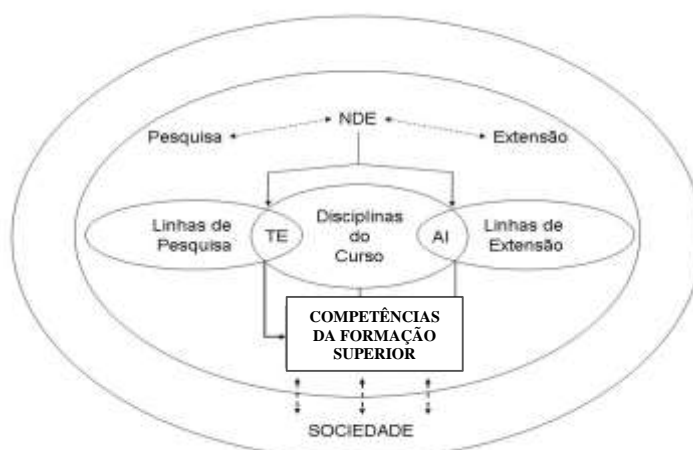 NDE
Pesquisa
Extensão
Linhas de
Pesquisa
TE
Disciplinas
do
Curso
AI
Linhas de
Extensão
COMPETÊNCIAS
DA FORMAÇÃO
SUPERIOR
SOCIEDADE